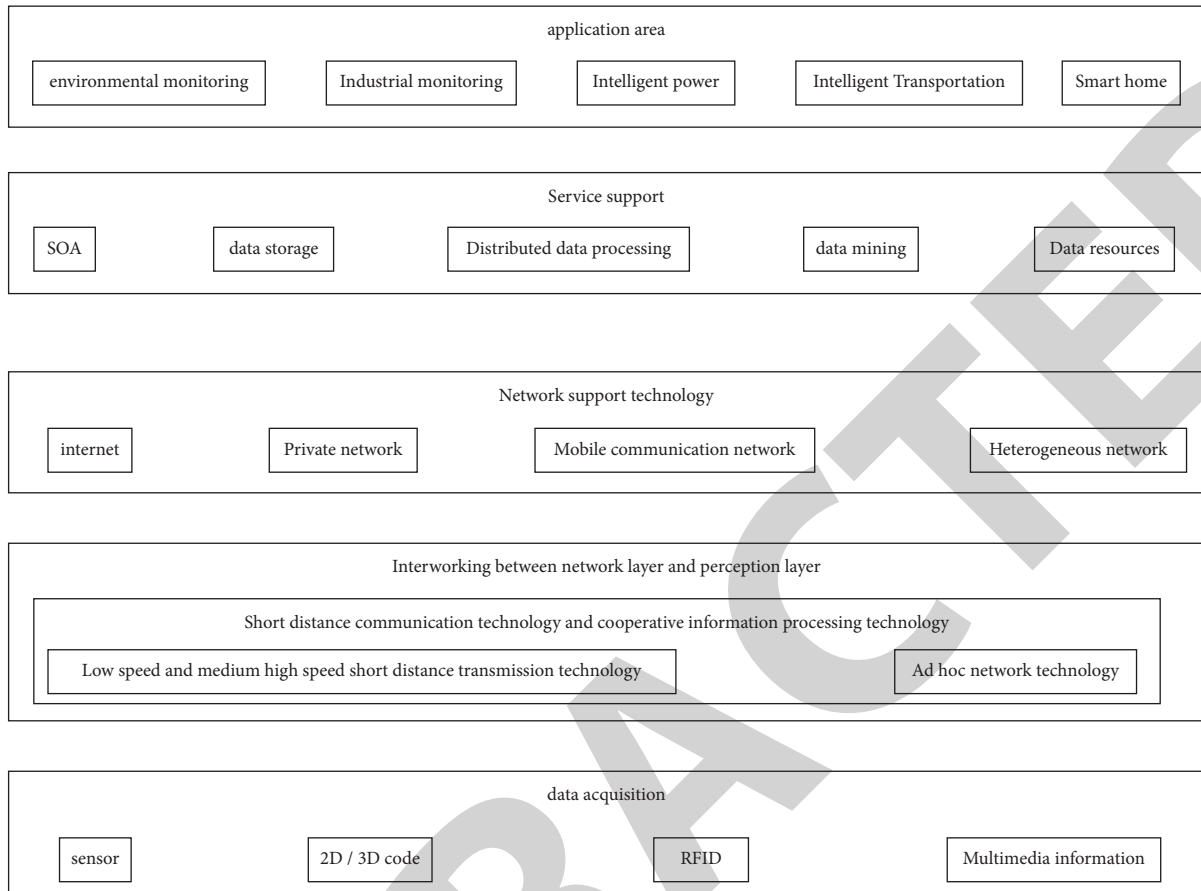 application area
environmental monitoring
Industrial monitoring
Intelligent power
Intelligent Transportation
Smart home
Service support
SOA
data storage
Distributed data processing
data mining
Data resources
Network support technology
internet
Private network
Mobile communication network
Heterogeneous network
Interworking between network layer and perception layer
Short distance communication technology and cooperative information processing technology
Low speed and medium high speed short distance transmission technology
Ad hoc network technology
data acquisition
sensor
2D / 3D code
RFID
Multimedia information